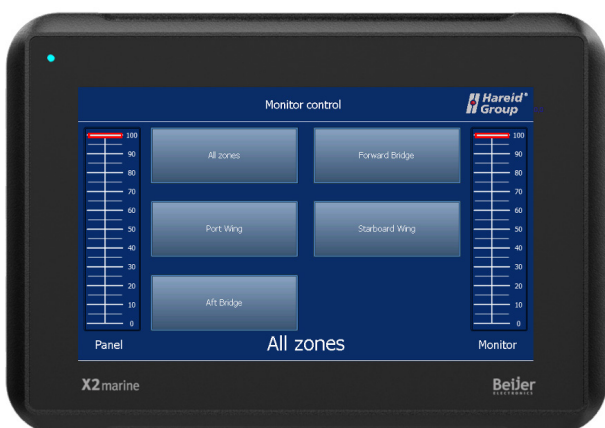 Monitor control
Hareid
Group
100
90
80
70
60
50
40
30
20
10
0
Panel
All zones
Forward Bridge
Port Wing
Starboard Wing
Aft Bridge
All zones
100
90
80
70
60
50
40
30
20
10
0
Monitor
X2 marine
Beijer
ELECTRONICS